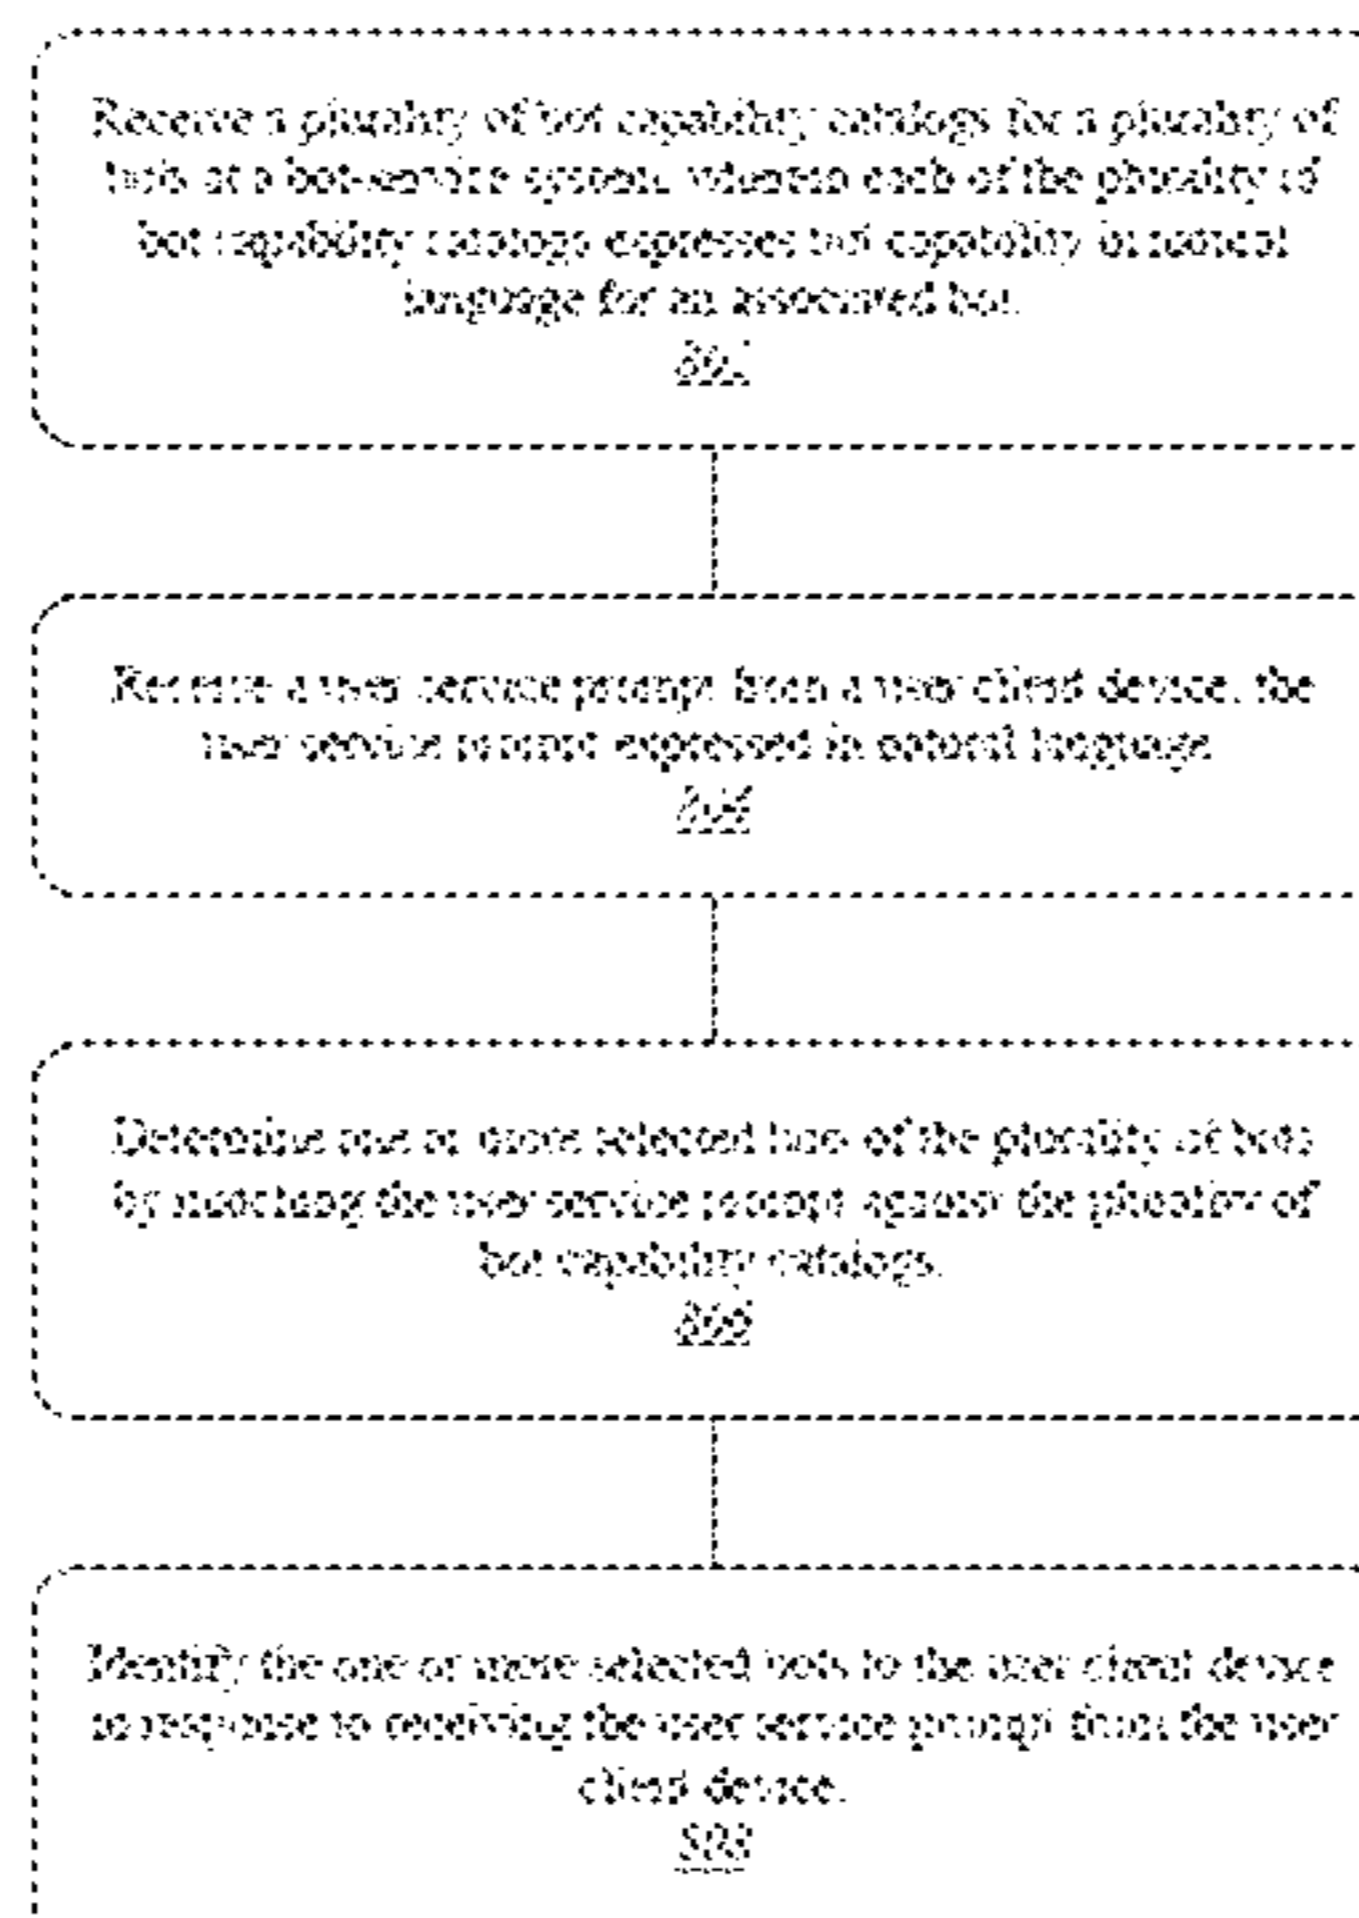 Receive a plurality of bot capability catalogs for a plurality of
bots at a bot-service system, wherein each of the plurality of
bot capability catalogs expresses bot capability in natural
language for an associated bot.
Receive a user service prompt from a user client device, the
user service prompt expressed in natural language
Determine one or more selected bots of the plurality of bots
by matching the user service prompt against the plurality of
bot capability catalogs.
Identify the one or more selected bots to the user client device
in response to receiving the user service prompt from the user
client device.
808